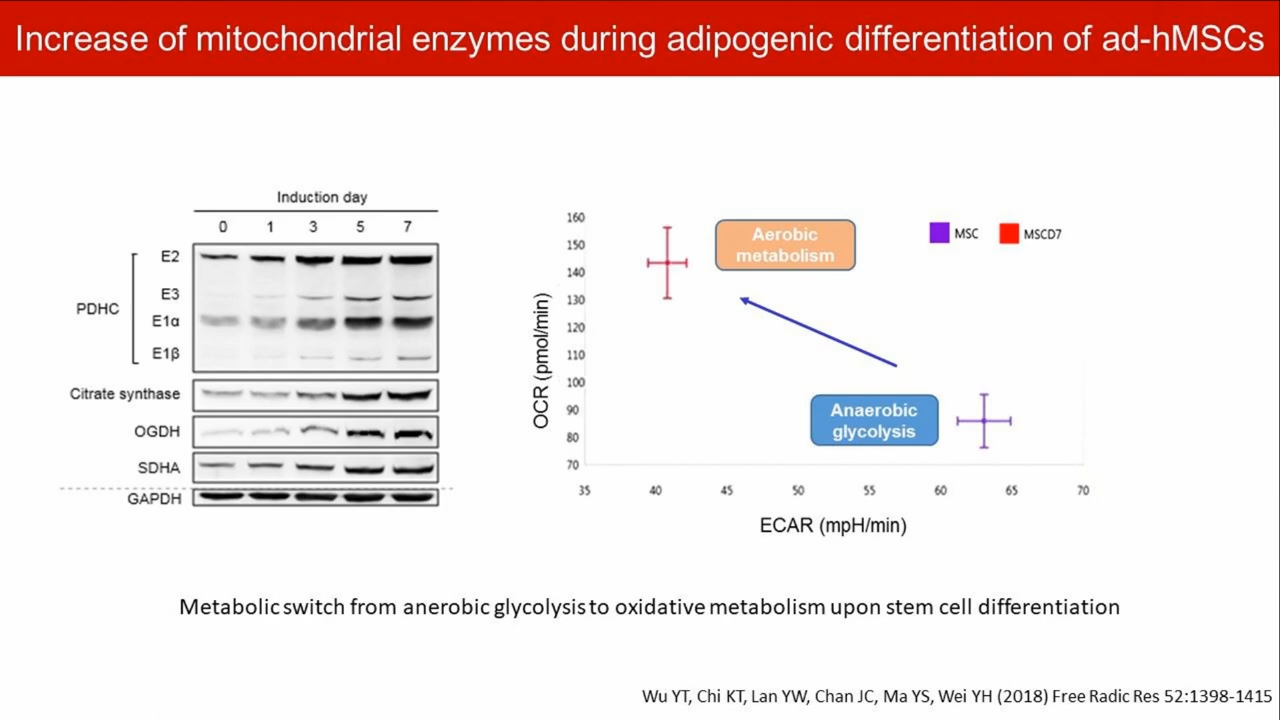 Increase of mitochondrial enzymes during adipogenic differentiation of ad-hMSCs
Induction day
0 1 3 5 7
E2
E3
PDHC
E1α
E1β
Citrate synthase
OGDH
SDHA
GAPDH
160
150
140
130
120
110
100
90
80
70
OCR (pmol/min)
35 40 45 50 55 60 65 70
ECAR (mpH/min)
Aerobic
metabolism
Anaerobic
glycolysis
MSC MSCD7
Metabolic switch from anerobic glycolysis to oxidative metabolism upon stem cell differentiation
Wu YT, Chi KT, Lan YW, Chan JC, Ma YS, Wei YH (2018) Free Radic Res 52:1398-1415